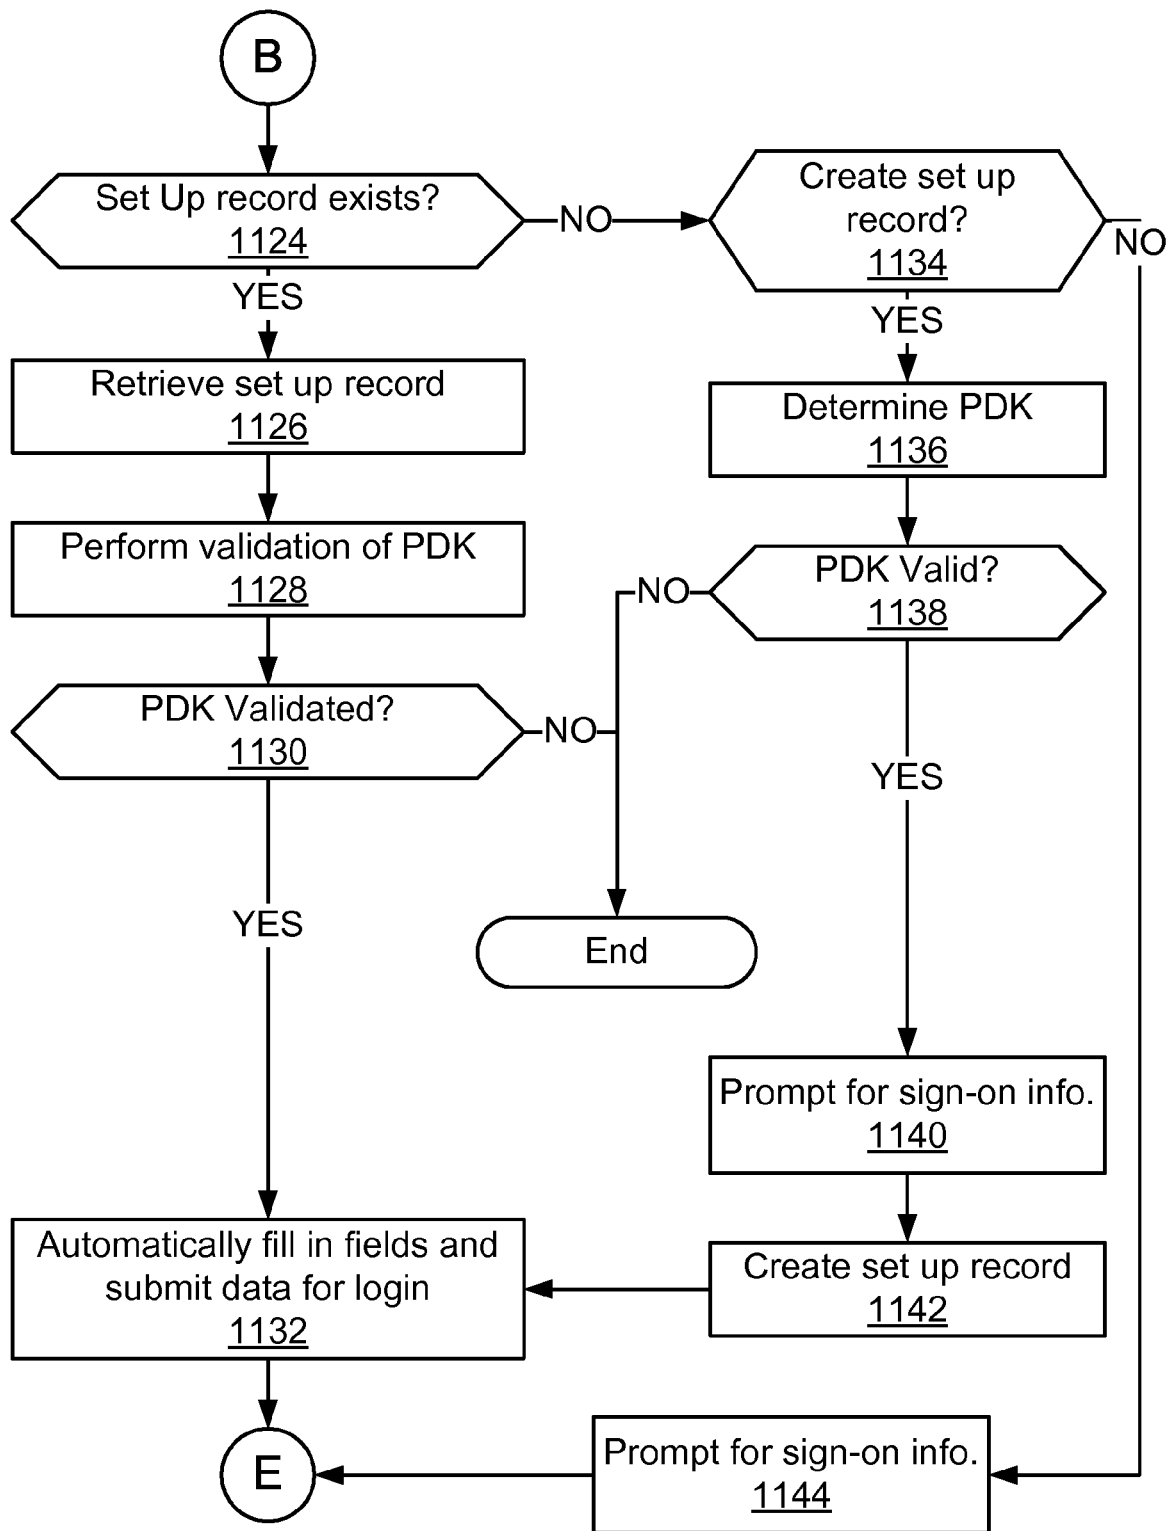 B
Set Up record exists?
1124
NO
Create set up
record?
1134
NO
YES
YES
Retrieve set up record
1126
Determine PDK
1136
Perform validation of PDK
1128
PDK Valid?
1138
NO
PDK Validated?
1130
NO
YES
YES
End
Prompt for sign-on info.
1140
Automatically fill in fields and
submit data for login
1132
Create set up record
1142
E
Prompt for sign-on info.
1144